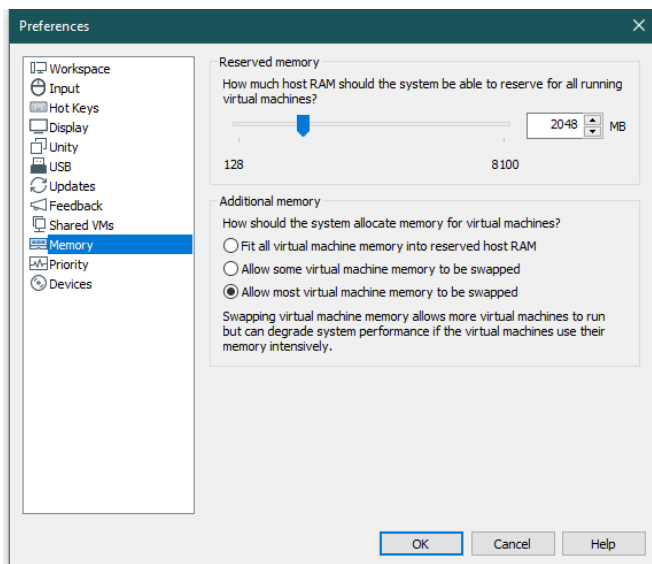 Preferences
Workspace
Input
Hot Keys
Display
Unity
USB
Updates
Feedback
Shared VMs
Memory
Priority
Devices
Reserved memory
How much host RAM should the system be able to reserve for all running
virtual machines?
2048 MB
128 8100
Additional memory
How should the system allocate memory for virtual machines?
Fit all virtual machine memory into reserved host RAM
Allow some virtual machine memory to be swapped
Allow most virtual machine memory to be swapped
Swapping virtual machine memory allows more virtual machines to run
but can degrade system performance if the virtual machines use their
memory intensively.
OK Cancel Help